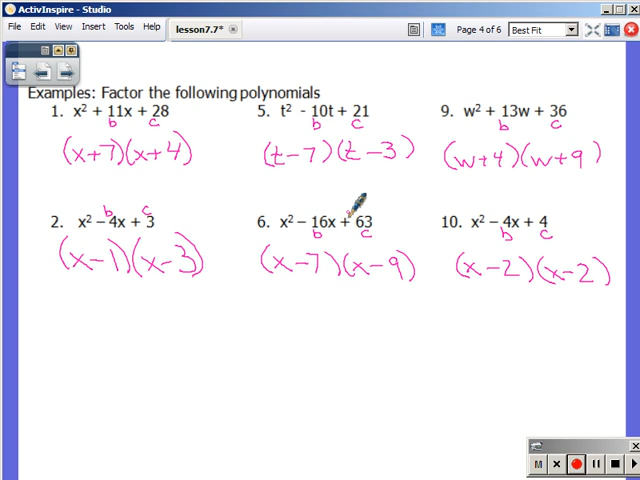 ActivInspire - Studio
File Edit View Insert Tools Help lesson7.7* Page 4 of 6 Best Fit
Examples: Factor the following polynomials
1. x² + 11x + 28
b c
(x+7)(x+4)
5. t² - 10t + 21
b c
(t-7)(t-3)
9. w² + 13w + 36
b c
(w+4)(w+9)
b c
2. x² – 4x + 3
(x-1)(x-3)
6. x² – 16x + 63
b c
(x-7)(x-9)
10. x² – 4x + 4
b c
(x-2)(x-2)
M